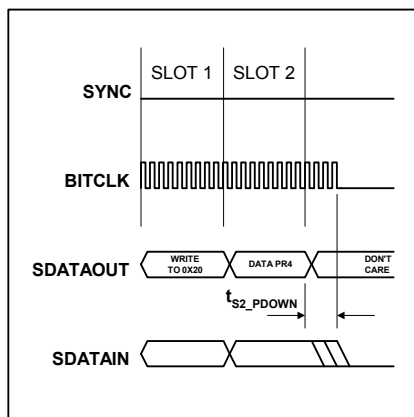 SLOT 1 SLOT 2
SYNC
BITCLK
SDATAOUT
WRITE
TO 0X20
DATA PR4
DON'T
CARE
tS2_PDOWN
SDATAIN